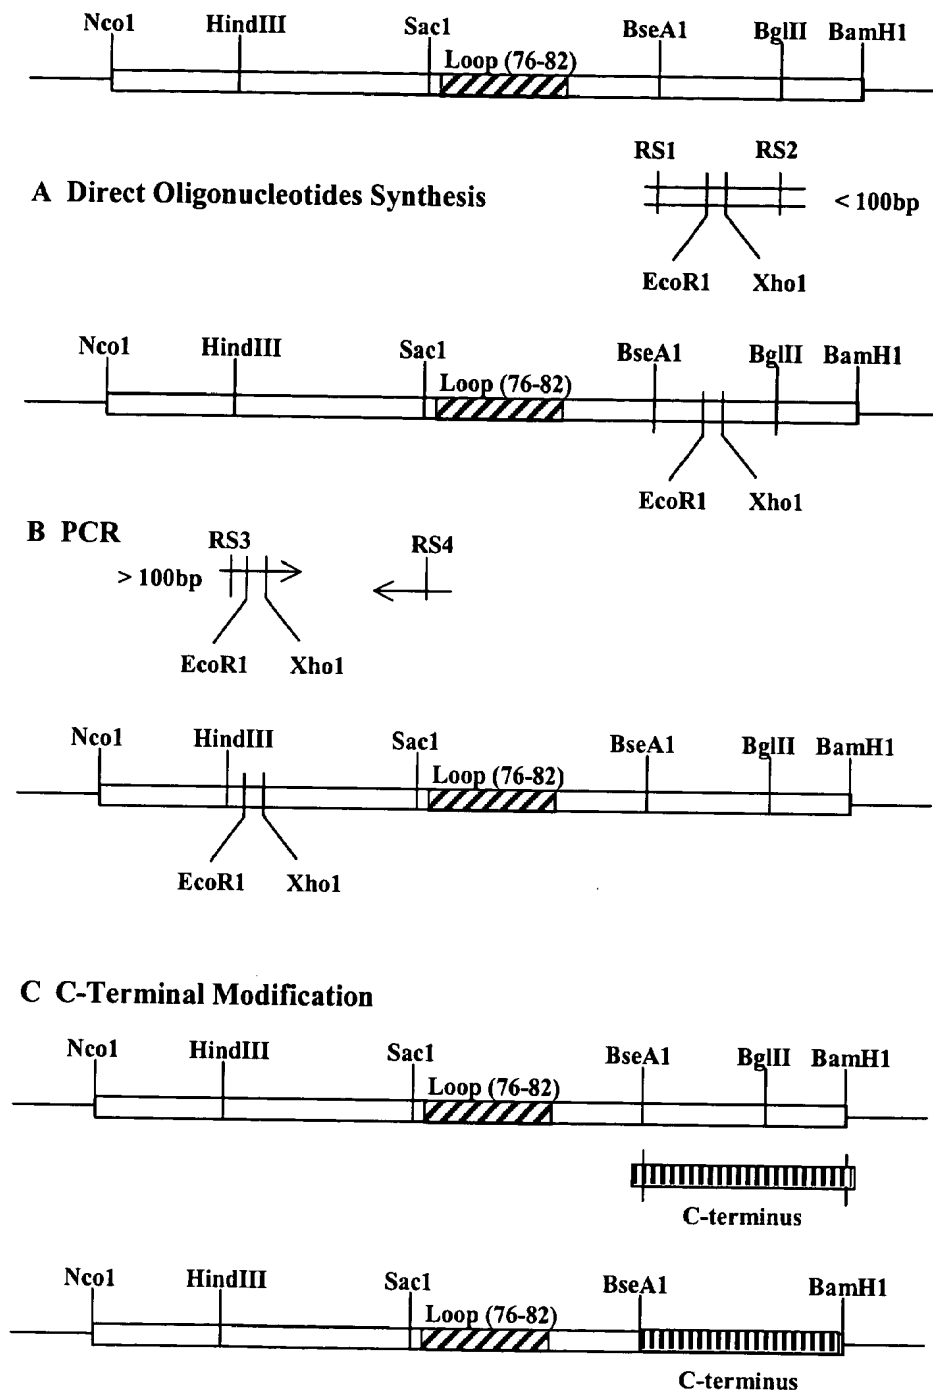 Nco1 HindIII Sac1 BseA1 BglII BamH1
Loop (76-82)
RS1 RS2
A Direct Oligonucleotides Synthesis
< 100bp
EcoR1 Xho1
Nco1 HindIII Sac1 BseA1 BglII BamH1
Loop (76-82)
EcoR1 Xho1
B PCR
RS3 RS4
> 100bp
EcoR1 Xho1
Nco1 HindIII Sac1 BseA1 BglII BamH1
Loop (76-82)
EcoR1 Xho1
C C-Terminal Modification
Nco1 HindIII Sac1 BseA1 BglII BamH1
Loop (76-82)
C-terminus
Nco1 HindIII Sac1 BseA1 BamH1
Loop (76-82)
C-terminus